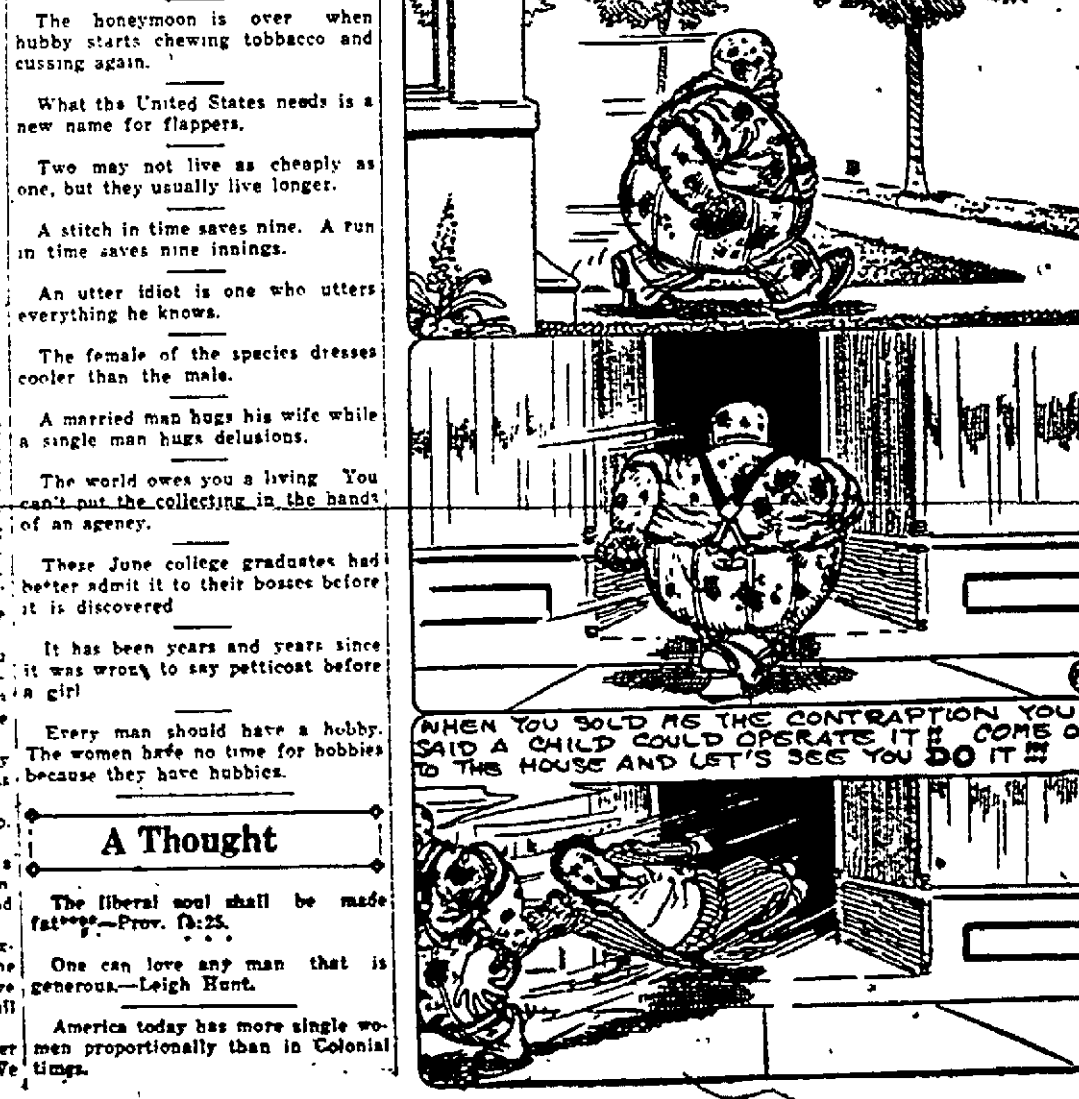 The honeymoon is over when
hubby starts chewing tobbacco and
cussing again.
What the United States needs is a
new name for flappers.
Two may not live as cheaply as
one, but they usually live longer.
A stitch in time saves nine. A run
in time saves nine innings.
An utter idiot is one who utters
everything he knows.
The female of the species dresses
cooler than the male.
A married man hugs his wife while
a single man hugs delusions.
The world owes you a living You
can't put the collecting in the hands
of an agency.
These June college graduates had
better admit it to their bosses before
it is discovered
It has been years and years since
it was wrong to say petticoat before
a girl
Every man should have a hubby.
The women have no time for hobbies
because they have hubbies.
A Thought
The liberal soul shall be made
fat****—Prov.
One can love any man that is
generous.—Leigh Hunt.
America today has more single wo-
men proportionally than in Colonial
times.
WHEN YOU SOLD ME THE CONTRAPTION YOU
SAID A CHILD COULD OPERATE IT!! COME
TO THE HOUSE AND LET'S SEE YOU DO IT!!!